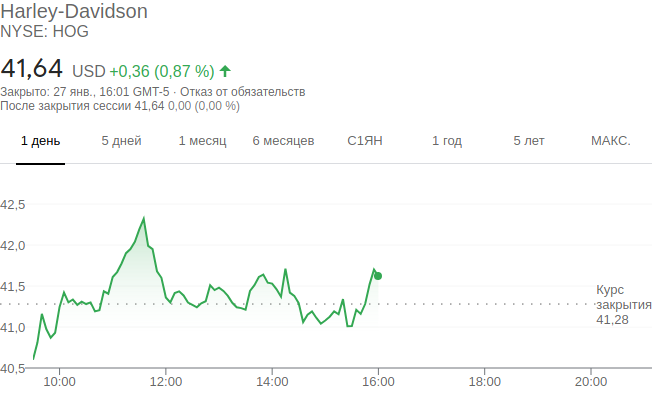 Harley-Davidson
NYSE: HOG
41,64 USD +0,36 (0,87 %)
Закрыто: 27 янв., 16:01 GMT-5 · Отказ от обязательств
После закрытия сессии 41,64 0,00 (0,00 %)
1 день 5 дней 1 месяц 6 месяцев С1ЯН 1 год 5 лет МАКС.
42,5
42,0
41,5
Курс
закрытия
41,28
41,0
40,5
10:00 12:00 14:00 16:00 18:00 20:00